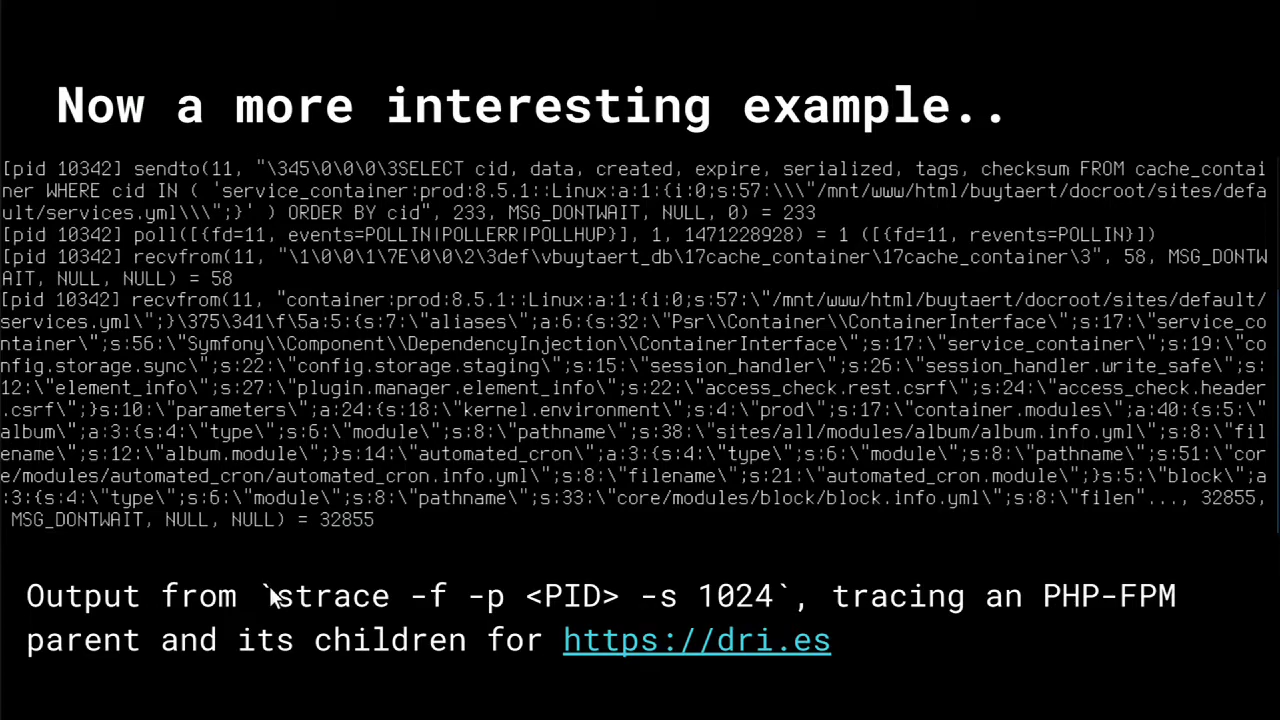 Now a more interesting example..
[pid 10342] sendto(11, "\345\0\0\0\3SELECT cid, data, created, expire, serialized, tags, checksum FROM cache_contai
ner WHERE cid IN ( 'service_container:prod:8.5.1::Linux:a:1:{i:0;s:57:\\\"/mnt/www/html/buytaert/docroot/sites/defa
ult/services.yml\\\";}' ) ORDER BY cid", 233, MSG_DONTWAIT, NULL, 0) = 233
[pid 10342] poll([{fd=11, events=POLLIN|POLLERR|POLLHUP}], 1, 1471228928) = 1 ([{fd=11, revents=POLLIN}])
[pid 10342] recvfrom(11, "\1\0\0\1\7E\0\0\2\3def\vbuytaert_db\17cache_container\17cache_container\3", 58, MSG_DONTW
AIT, NULL, NULL) = 58
[pid 10342] recvfrom(11, "container:prod:8.5.1::Linux:a:1:{i:0;s:57:\"/mnt/www/html/buytaert/docroot/sites/default/
services.yml\";}\375\341\f\5a:5:{s:7:\"aliases\";a:6:{s:32:\"Psr\\Container\\ContainerInterface\";s:17:\"service_co
ntainer\";s:56:\"Symfony\\Component\\DependencyInjection\\ContainerInterface\";s:17:\"service_container\";s:19:\"co
nfig.storage.sync\";s:22:\"config.storage.staging\";s:15:\"session_handler\";s:26:\"session_handler.write_safe\";s:
12:\"element_info\";s:27:\"plugin.manager.element_info\";s:22:\"access_check.rest.csrf\";s:24:\"access_check.header
.csrf\";}s:10:\"parameters\";a:24:{s:18:\"kernel.environment\";s:4:\"prod\";s:17:\"container.modules\";a:40:{s:5:\"
album\";a:3:{s:4:\"type\";s:6:\"module\";s:8:\"pathname\";s:38:\"sites/all/modules/album/album.info.yml\";s:8:\"fil
ename\";s:12:\"album.module\";}s:14:\"automated_cron\";a:3:{s:4:\"type\";s:6:\"module\";s:8:\"pathname\";s:51:\"cor
e/modules/automated_cron/automated_cron.info.yml\";s:8:\"filename\";s:21:\"automated_cron.module\";}s:5:\"block\";a
:3:{s:4:\"type\";s:6:\"module\";s:8:\"pathname\";s:33:\"core/modules/block/block.info.yml\";s:8:\"filen"..., 32855,
MSG_DONTWAIT, NULL, NULL) = 32855
Output from `strace -f -p <PID> -s 1024`, tracing an PHP-FPM
parent and its children for https://dri.es